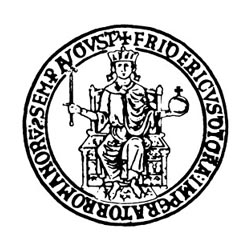 ✝ FRIDERICVS D̅I G̅R̅A IMPERATOR ROMANORV̅ SEMP AVGVST